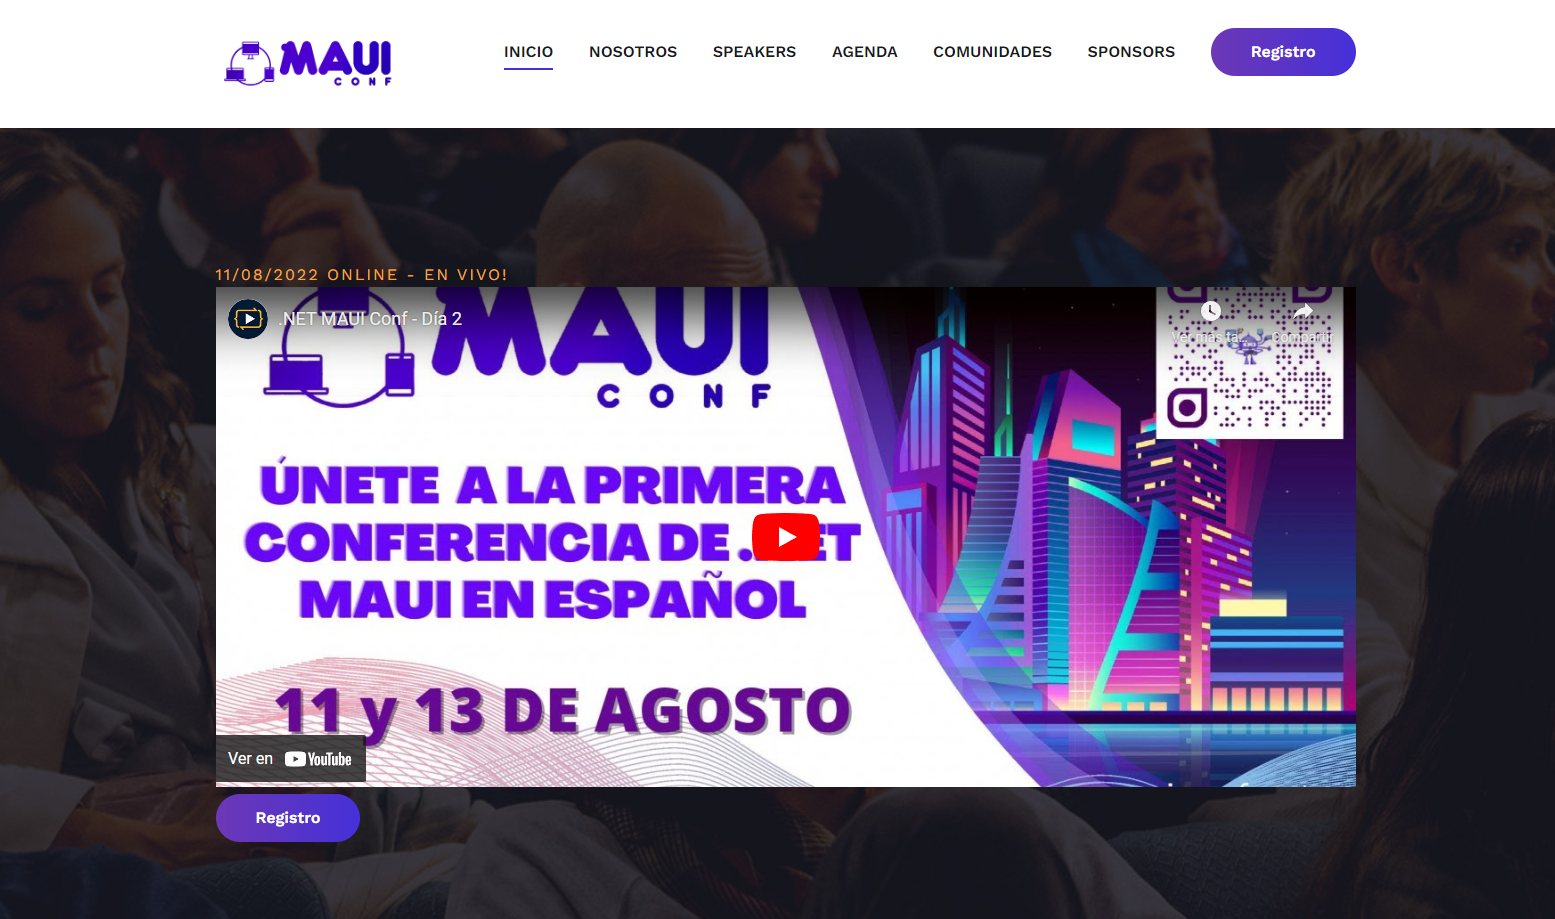 MAUI
CONF
INICIO
NOSOTROS
SPEAKERS
AGENDA
COMUNIDADES
SPONSORS
Registro
11/08/2022 ONLINE - EN VIVO!
.NET MAUI Conf - Día 2
Ver más ta...
Compartir
MAUI
CONF
ÚNETE A LA PRIMERA
CONFERENCIA DE
MAUI EN ESPAÑOL
11 y 13 DE AGOSTO
Ver en YouTube
Registro